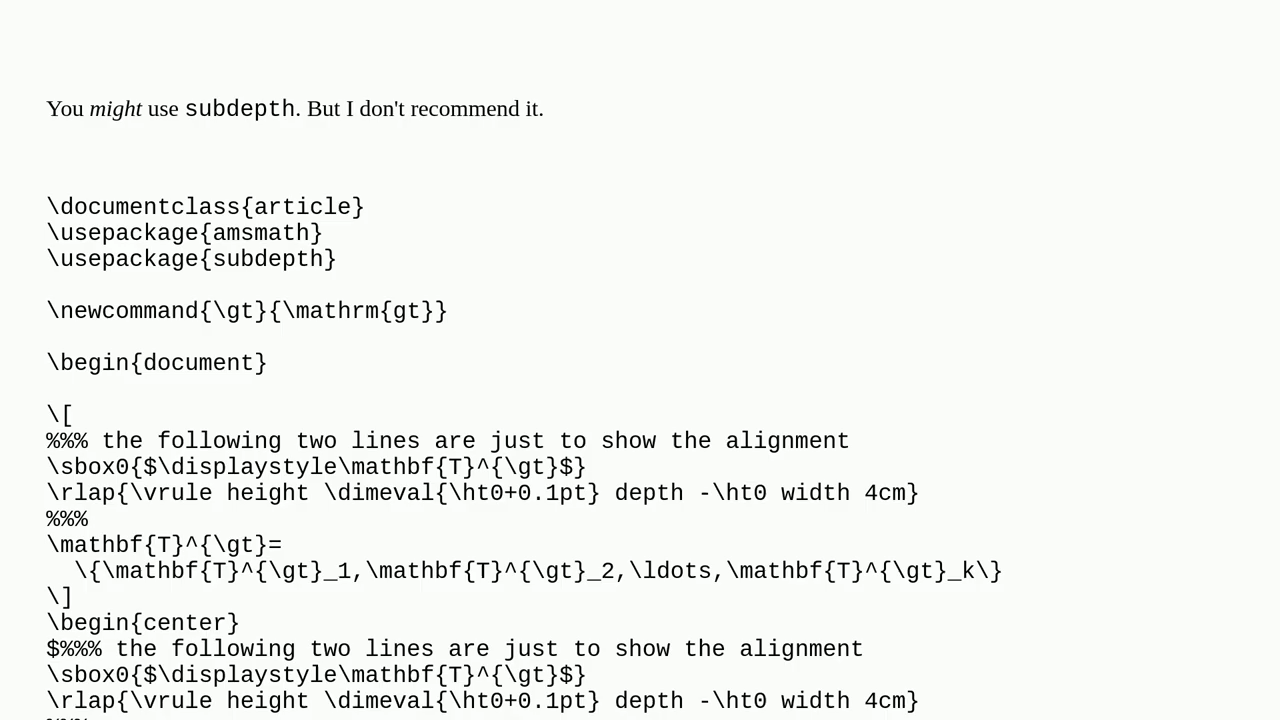 You might use subdepth. But I don't recommend it.
\documentclass{article}
\usepackage{amsmath}
\usepackage{subdepth}
\newcommand{\gt}{\mathrm{gt}}
\begin{document}
\[
%%% the following two lines are just to show the alignment
\sbox0{$\displaystyle\mathbf{T}^{\gt}$}
\rlap{\vrule height \dimeval{\ht0+0.1pt} depth -\ht0 width 4cm}
%%%
\mathbf{T}^{\gt}=
  \{\mathbf{T}^{\gt}_1,\mathbf{T}^{\gt}_2,\ldots,\mathbf{T}^{\gt}_k\}
\]
\begin{center}
$%%% the following two lines are just to show the alignment
\sbox0{$\displaystyle\mathbf{T}^{\gt}$}
\rlap{\vrule height \dimeval{\ht0+0.1pt} depth -\ht0 width 4cm}